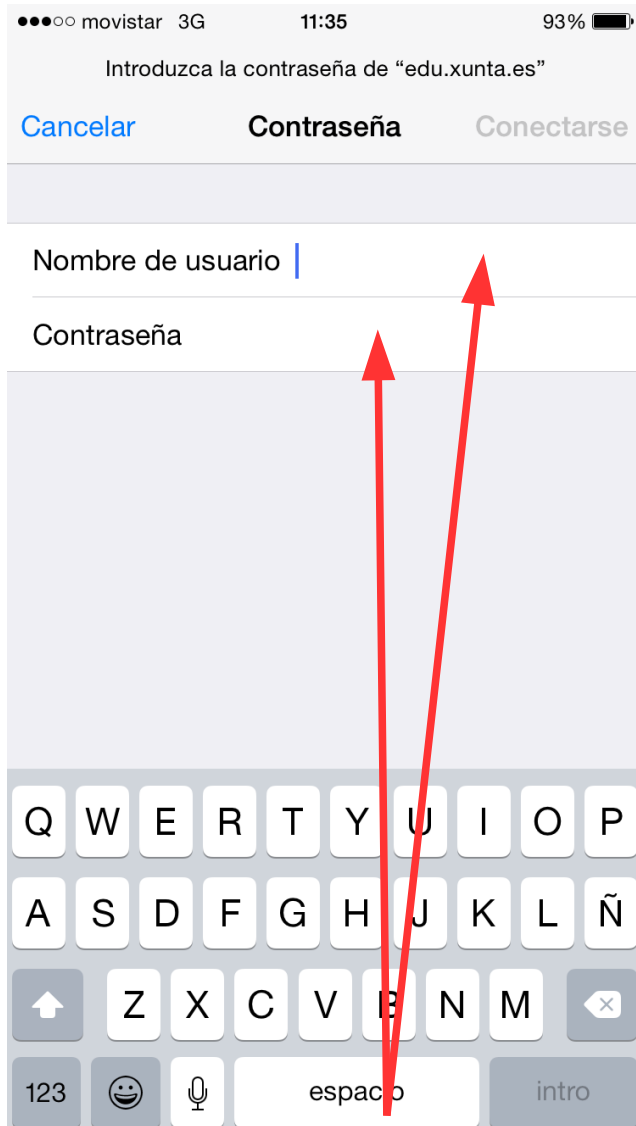 movistar 3G 11:35 93%
Introduzca la contraseña de “edu.xunta.es”
Cancelar Contraseña Conectarse
Nombre de usuario
Contraseña
Q W E R T Y U I O P
A S D F G H J K L Ñ
Z X C V B N M
123 espacio intro